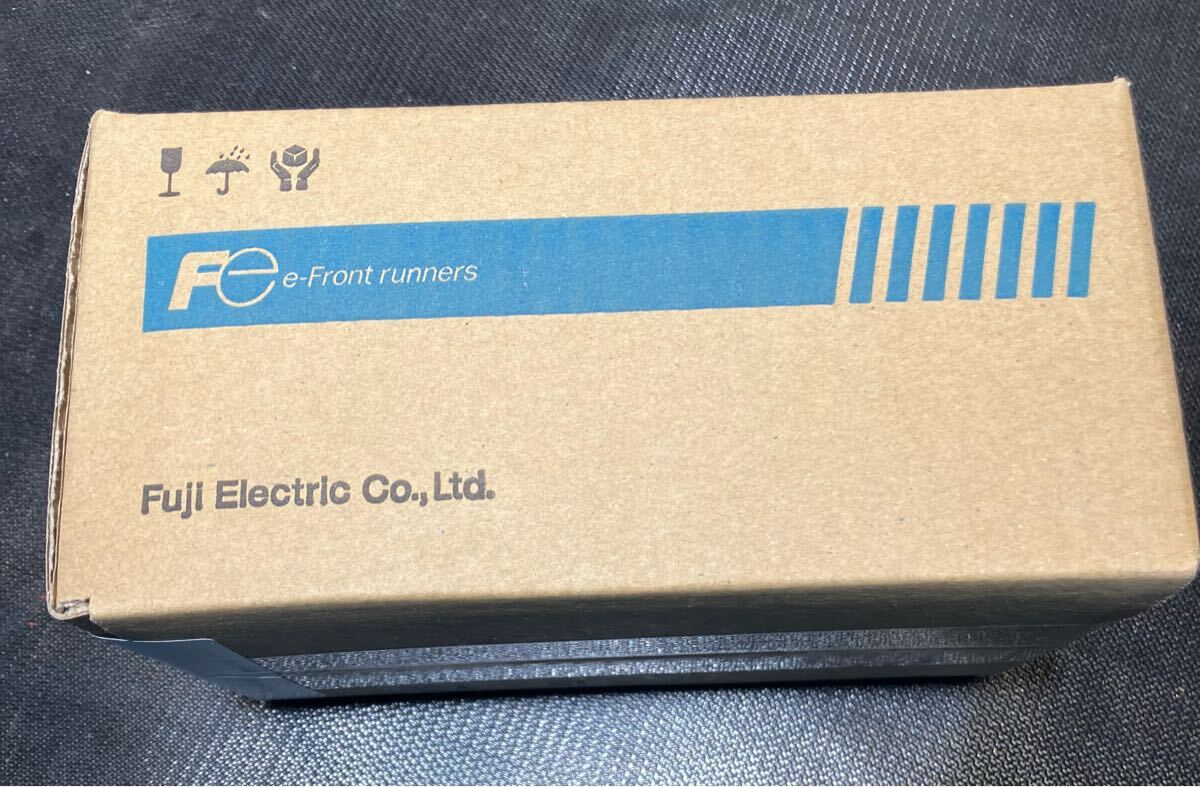 Fe e-Front runners
Fuji Electric Co., Ltd.